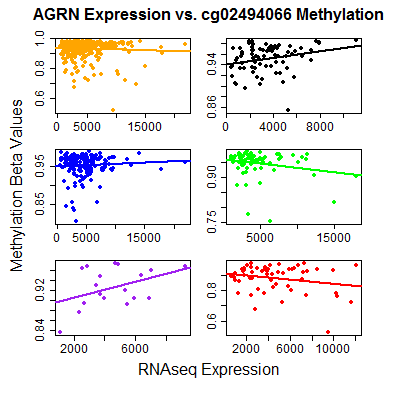 AGRN Expression vs. cg02494066 Methylation
Methylation Beta Values
0.6 0.8 1.0
0 5000 15000
0.86 0.94
0 4000 8000
0.85 0.95
0 5000 15000
0.75 0.90
5000 15000
0.84 0.92
2000 6000
0.6 0.8
2000 6000 10000
RNAseq Expression